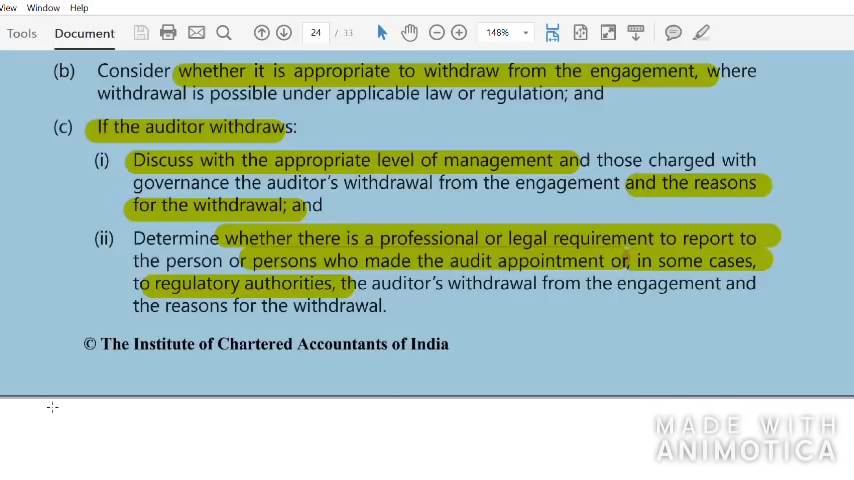 View Window Help
Tools Document 24 / 33 148%
(b) Consider whether it is appropriate to withdraw from the engagement, where
withdrawal is possible under applicable law or regulation; and
(c) If the auditor withdraws:
(i) Discuss with the appropriate level of management and those charged with
governance the auditor's withdrawal from the engagement and the reasons
for the withdrawal; and
(ii) Determine whether there is a professional or legal requirement to report to
the person or persons who made the audit appointment or, in some cases,
to regulatory authorities, the auditor's withdrawal from the engagement and
the reasons for the withdrawal.
© The Institute of Chartered Accountants of India
MADE WITH
ANIMOTICA